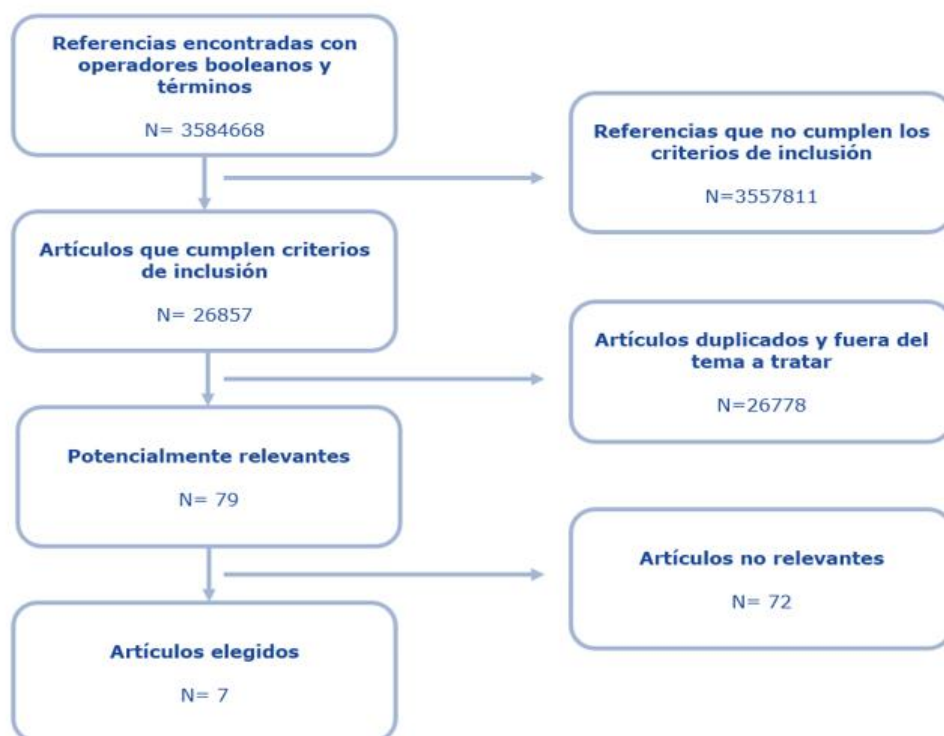 Referencias encontradas con
operadores booleanos y
términos
N= 3584668
Referencias que no cumplen los
criterios de inclusión
N=3557811
Artículos que cumplen criterios
de inclusión
N= 26857
Artículos duplicados y fuera del
tema a tratar
N=26778
Potencialmente relevantes
N= 79
Artículos no relevantes
N= 72
Artículos elegidos
N= 7